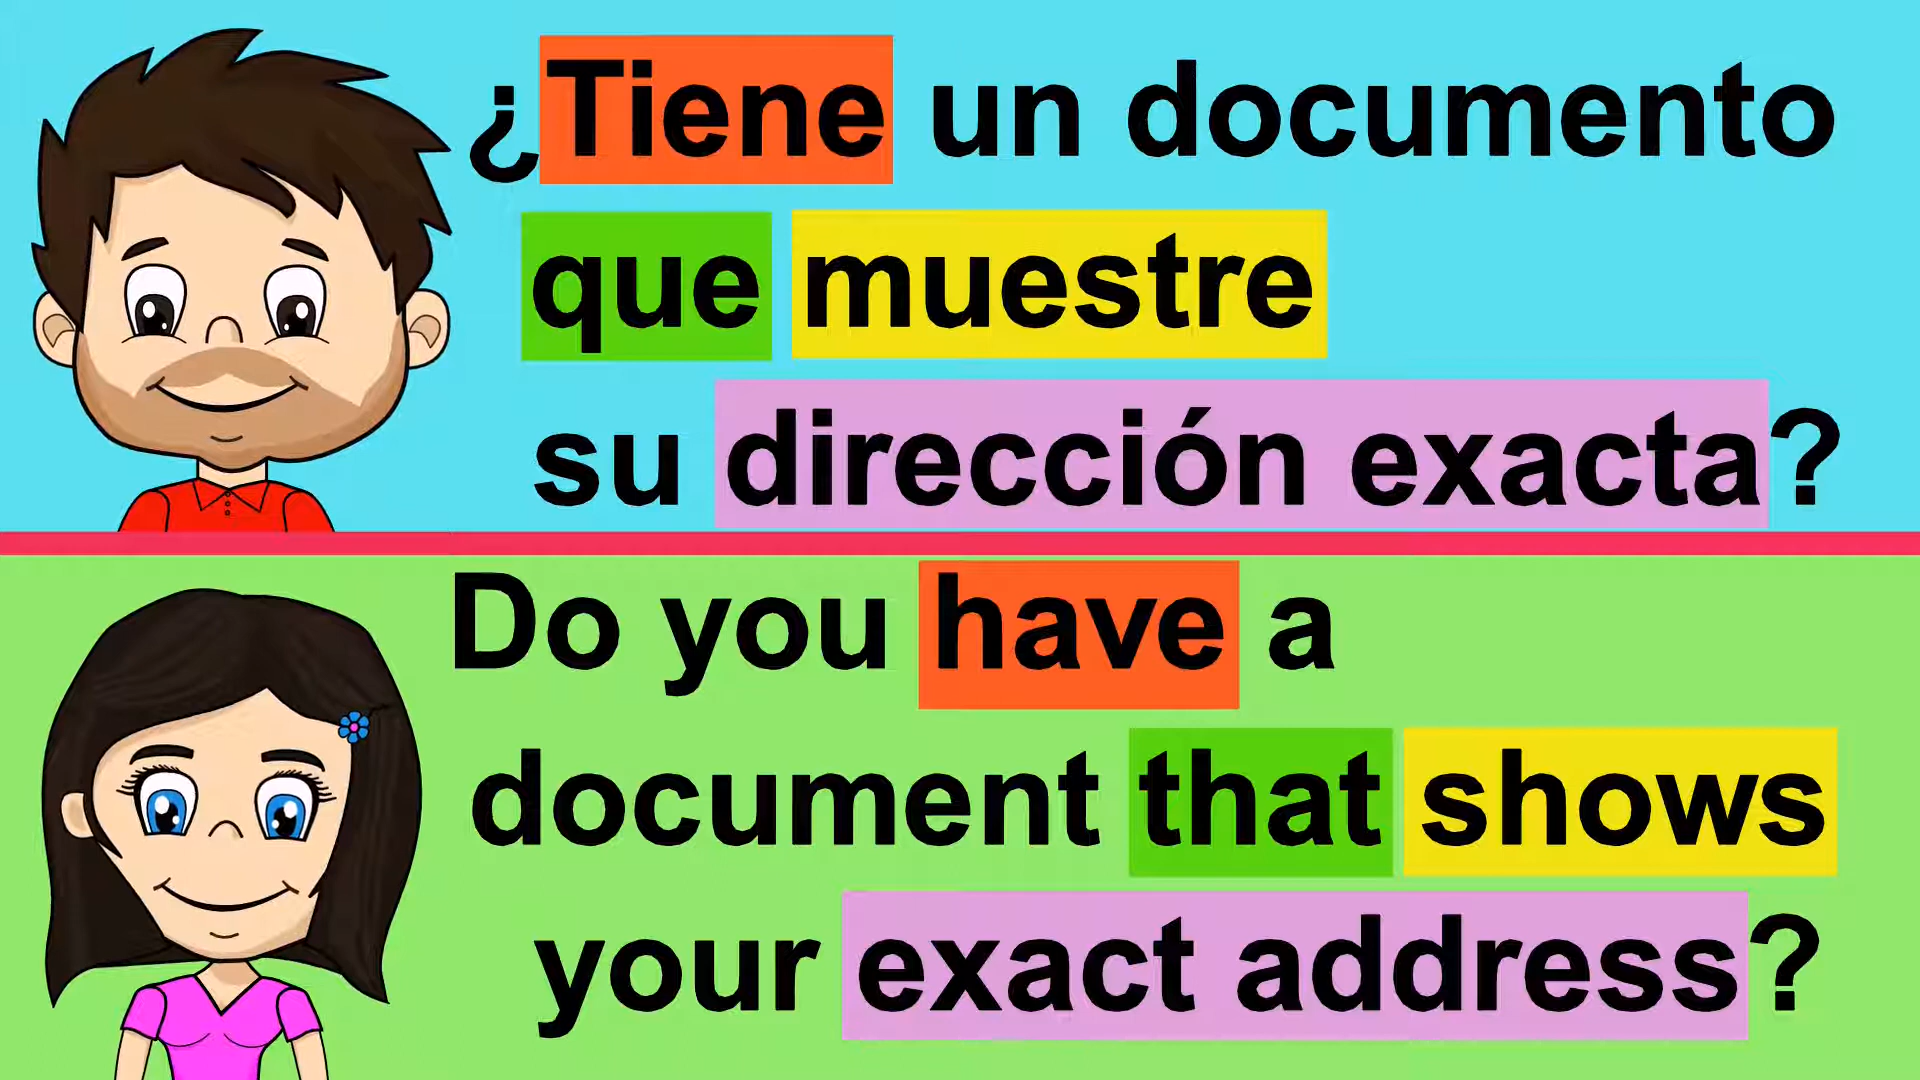 ¿Tiene un documento
que muestre
su dirección exacta?
Do you have a
document that shows
your exact address?